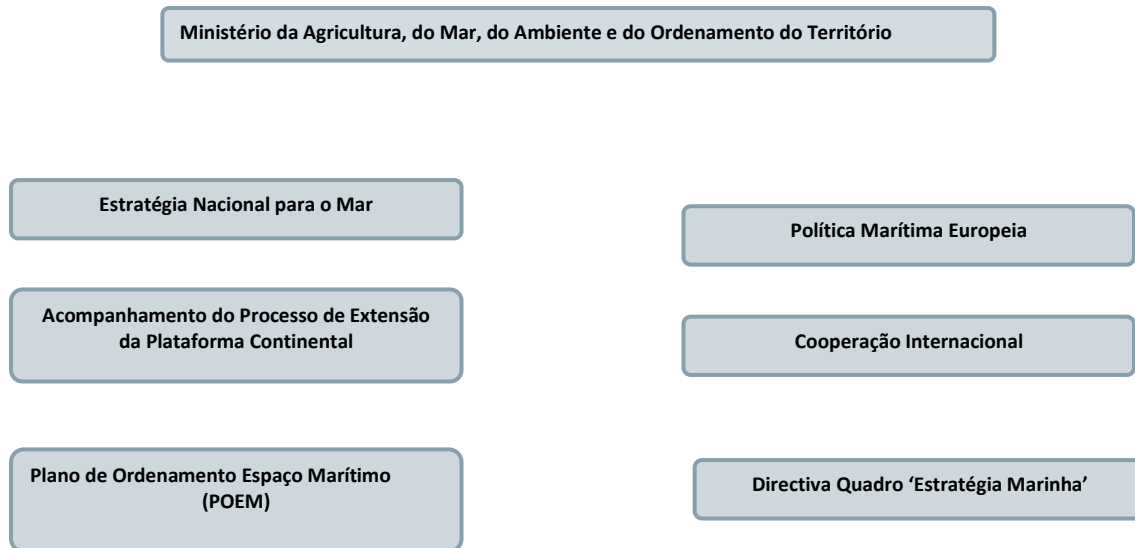 Ministério da Agricultura, do Mar, do Ambiente e do Ordenamento do Território
Estratégia Nacional para o Mar
Acompanhamento do Processo de Extensão
da Plataforma Continental
Plano de Ordenamento Espaço Marítimo
(POEM)
Política Marítima Europeia
Cooperação Internacional
Directiva Quadro ‘Estratégia Marinha’